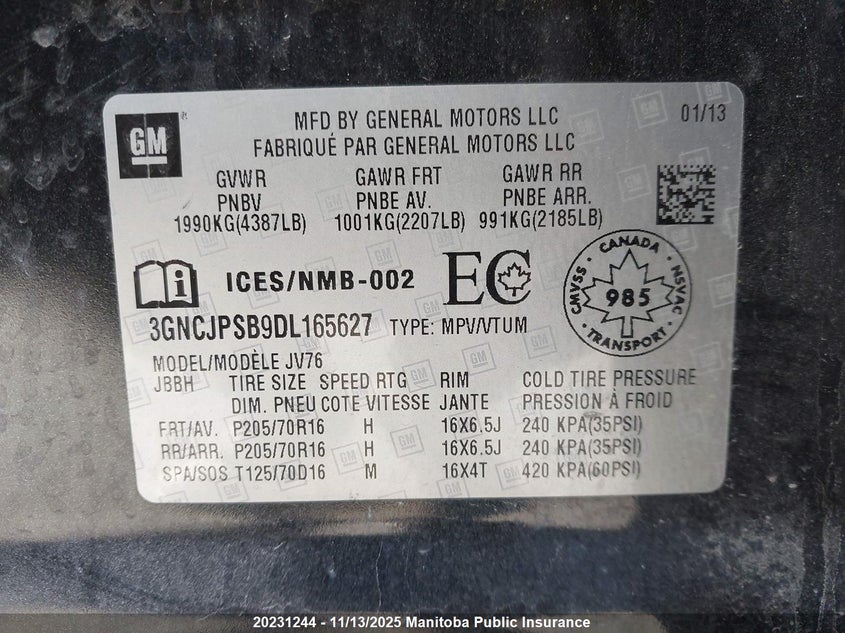 GM
MFD BY GENERAL MOTORS LLC 01/13
FABRIQUÉ PAR GENERAL MOTORS LLC
GVWR GAWR FRT GAWR RR
PNBV PNBE AV. PNBE ARR.
1990KG(4387LB) 1001KG(2207LB) 991KG(2185LB)
ICES/NMB-002 EC
CANADA
CMVSS 985 NSVAC
TRANSPORT
3GNCJPSB9DL165627 TYPE: MPV/VTUM
MODEL/MODÈLE JV76
JBBH TIRE SIZE SPEED RTG RIM COLD TIRE PRESSURE
DIM. PNEU COTE VITESSE JANTE PRESSION À FROID
FRT/AV. P205/70R16 H 16X6.5J 240 KPA(35PSI)
RR/ARR. P205/70R16 H 16X6.5J 240 KPA(35PSI)
SPA/SOS T125/70D16 M 16X4T 420 KPA(60PSI)
20231244 - 11/13/2025 Manitoba Public Insurance